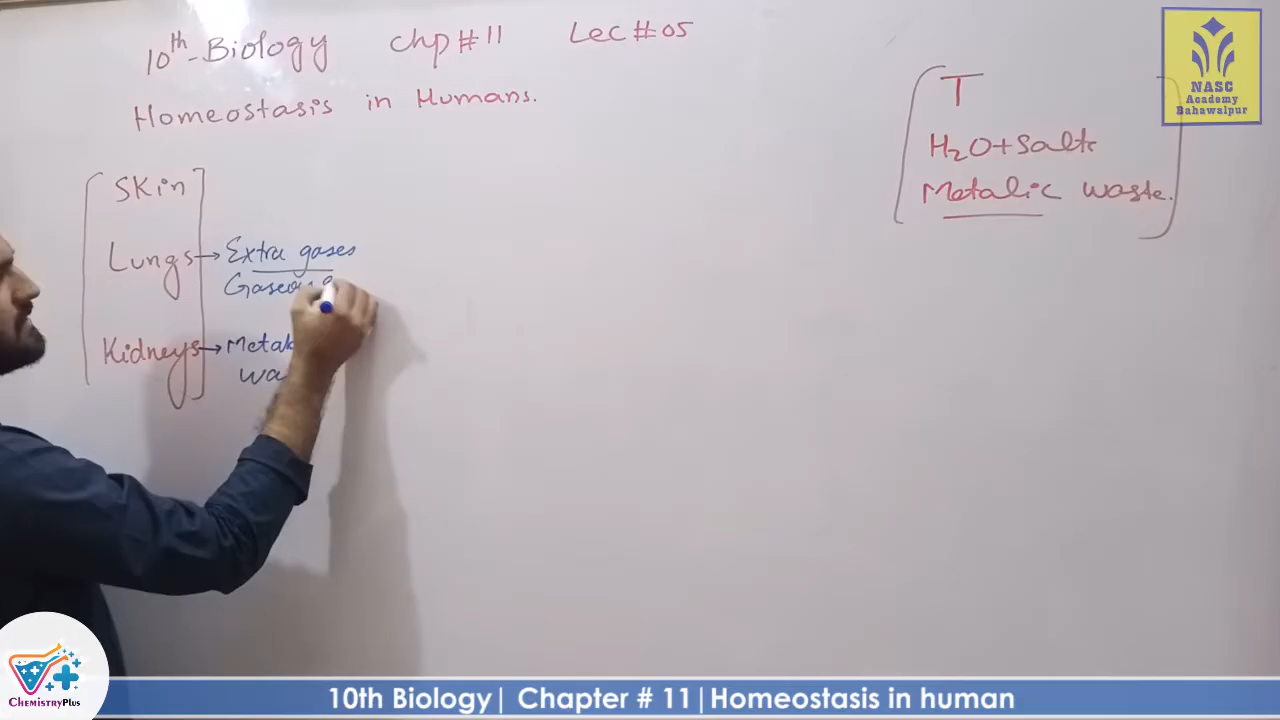 10th-Biology chp#11 Lec#05
Homeostasis in Humans.
T
H2O+Salts
Metalic waste.
Skin
Lungs → Extra gases
Kidneys →
NASC
Academy
Bahawalpur
ChemistryPlus
10th Biology| Chapter # 11|Homeostasis in human